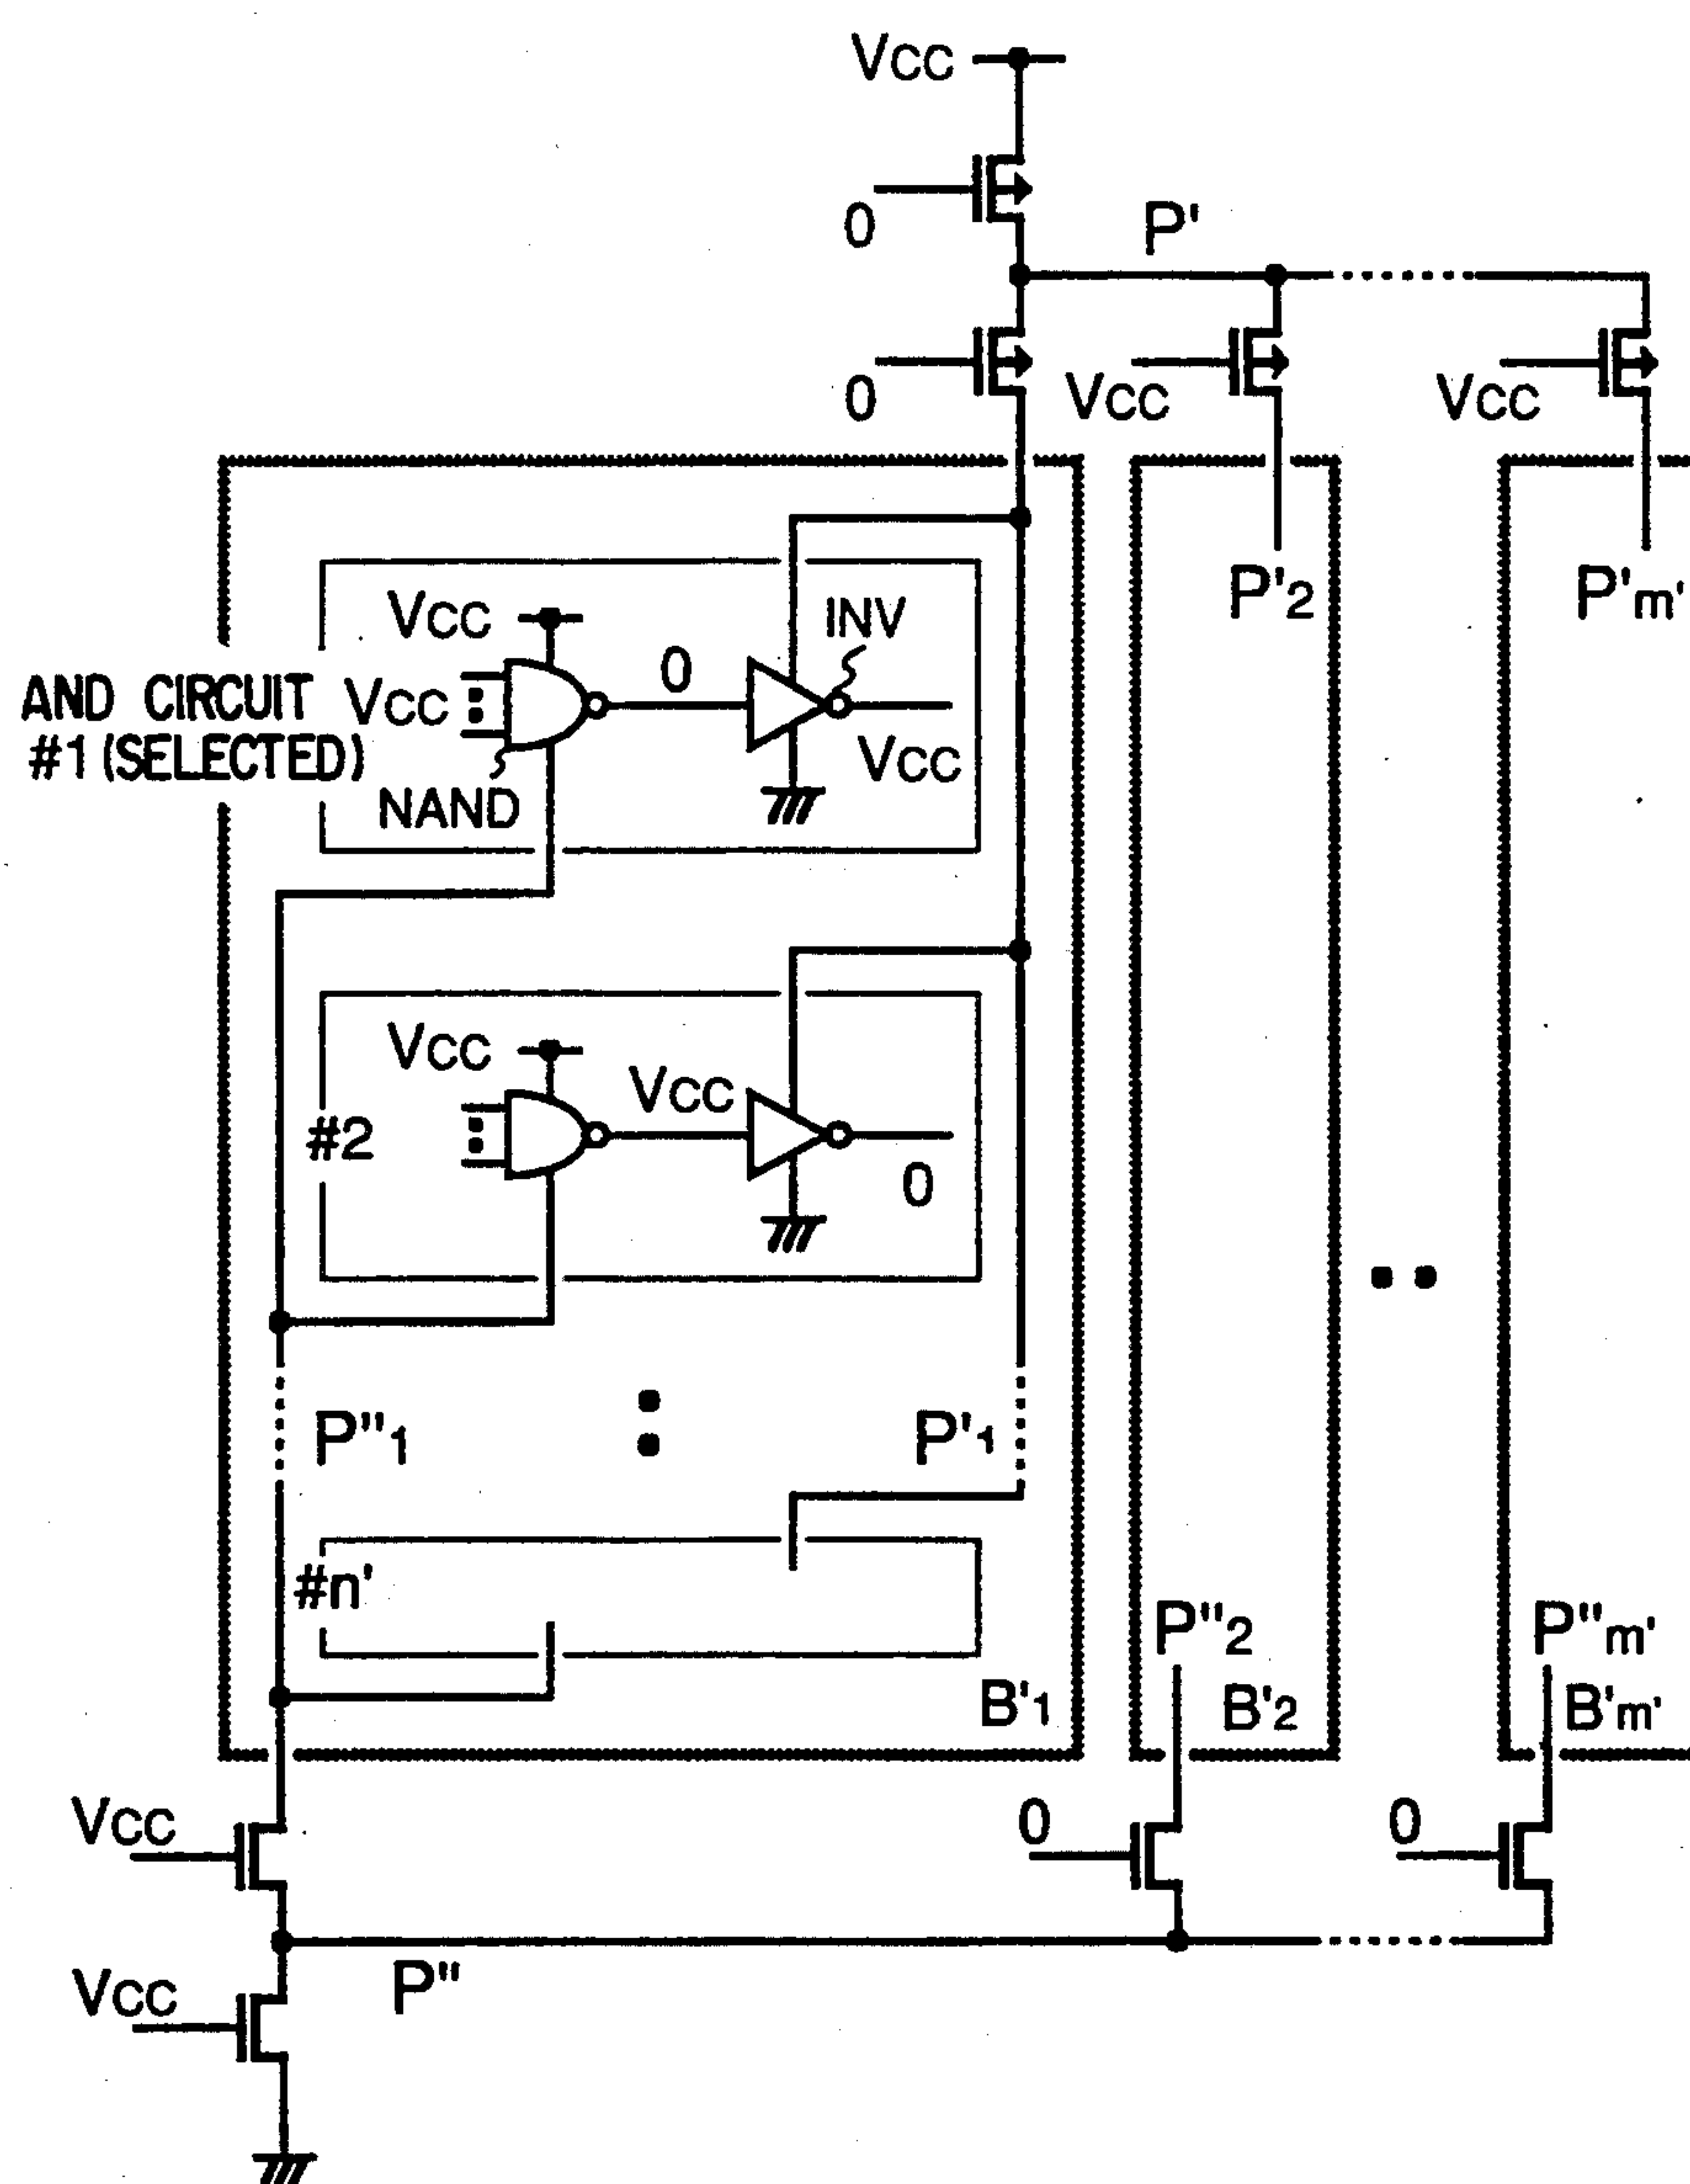 VCC
0
P'
0
VCC
VCC
P'2
P'm'
VCC
INV
0
AND CIRCUIT
#1 (SELECTED)
VCC
VCC
NAND
VCC
VCC
#2
0
P"1
P'1
#n'
B'1
P"2
B'2
P"m'
B'm'
VCC
0
0
P"
VCC